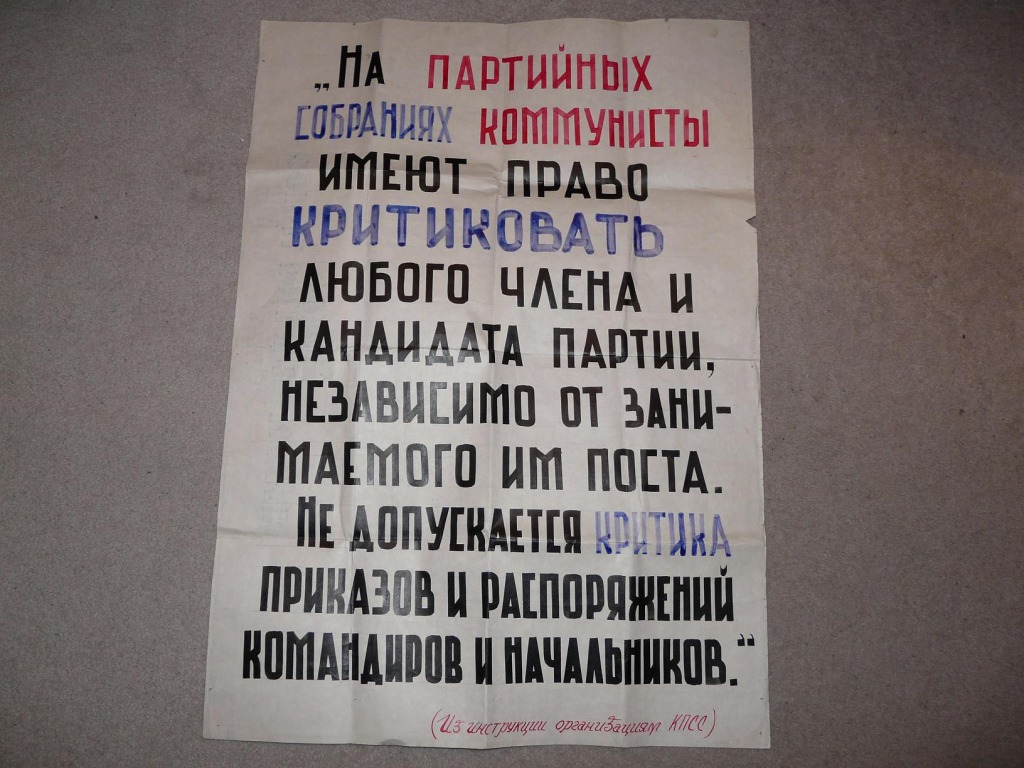 „На ПАРТИЙНЫХ
СОБРАНИЯХ КОММУНИСТЫ
ИМЕЮТ ПРАВО
КРИТИКОВАТЬ
ЛЮБОГО ЧЛЕНА И
КАНДИДАТА ПАРТИИ,
НЕЗАВИСИМО ОТ ЗАНИ-
МАЕМОГО ИМ ПОСТА.
НЕ ДОПУСКАЕТСЯ КРИТИКА
ПРИКАЗОВ И РАСПОРЯЖЕНИЙ
КОМАНДИРОВ И НАЧАЛЬНИКОВ.“
(Из инструкции организациям КПСС)